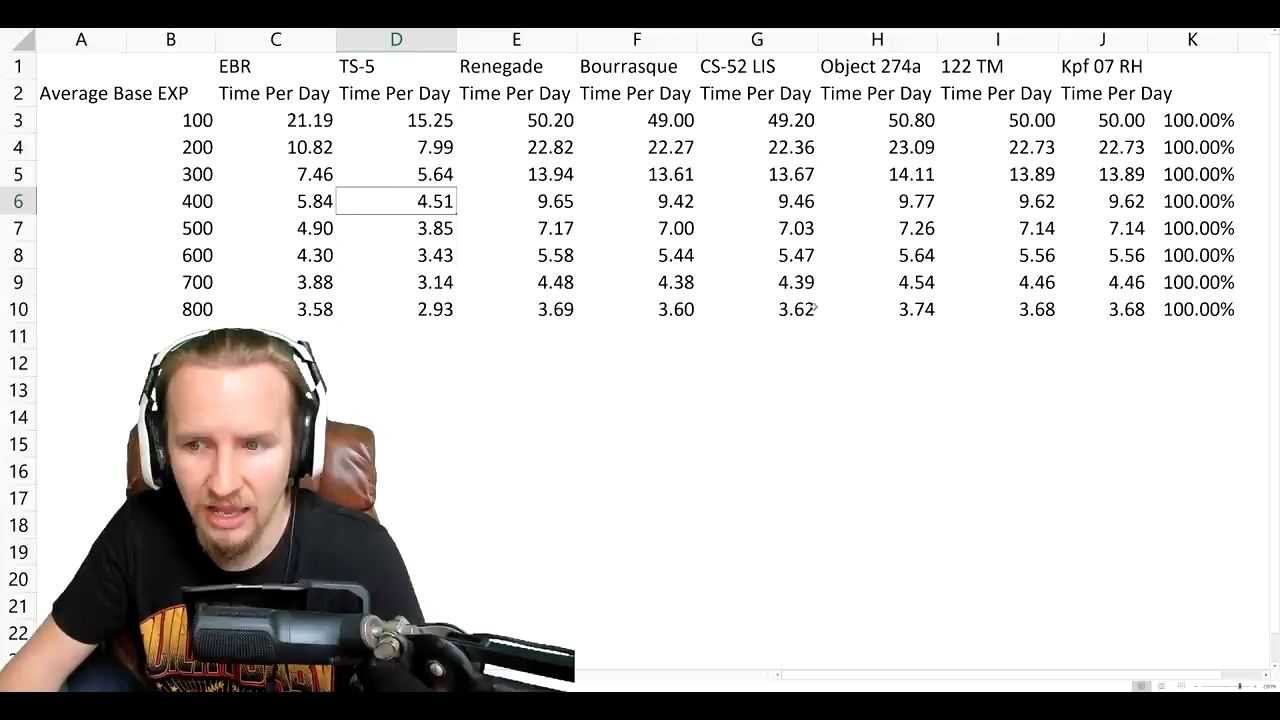 A B C D E F G H I J K
1 EBR TS-5 Renegade Bourrasque CS-52 LIS Object 274a 122 TM Kpf 07 RH
2 Average Base EXP Time Per Day Time Per Day Time Per Day Time Per Day Time Per Day Time Per Day Time Per Day Time Per Day
3 100 21.19 15.25 50.20 49.00 49.20 50.80 50.00 50.00 100.00%
4 200 10.82 7.99 22.82 22.27 22.36 23.09 22.73 22.73 100.00%
5 300 7.46 5.64 13.94 13.61 13.67 14.11 13.89 13.89 100.00%
6 400 5.84 4.51 9.65 9.42 9.46 9.77 9.62 9.62 100.00%
7 500 4.90 3.85 7.17 7.00 7.03 7.26 7.14 7.14 100.00%
8 600 4.30 3.43 5.58 5.44 5.47 5.64 5.56 5.56 100.00%
9 700 3.88 3.14 4.48 4.38 4.39 4.54 4.46 4.46 100.00%
10 800 3.58 2.93 3.69 3.60 3.62 3.74 3.68 3.68 100.00%
11
12
13
14
15
16
17
18
19
20
21
22